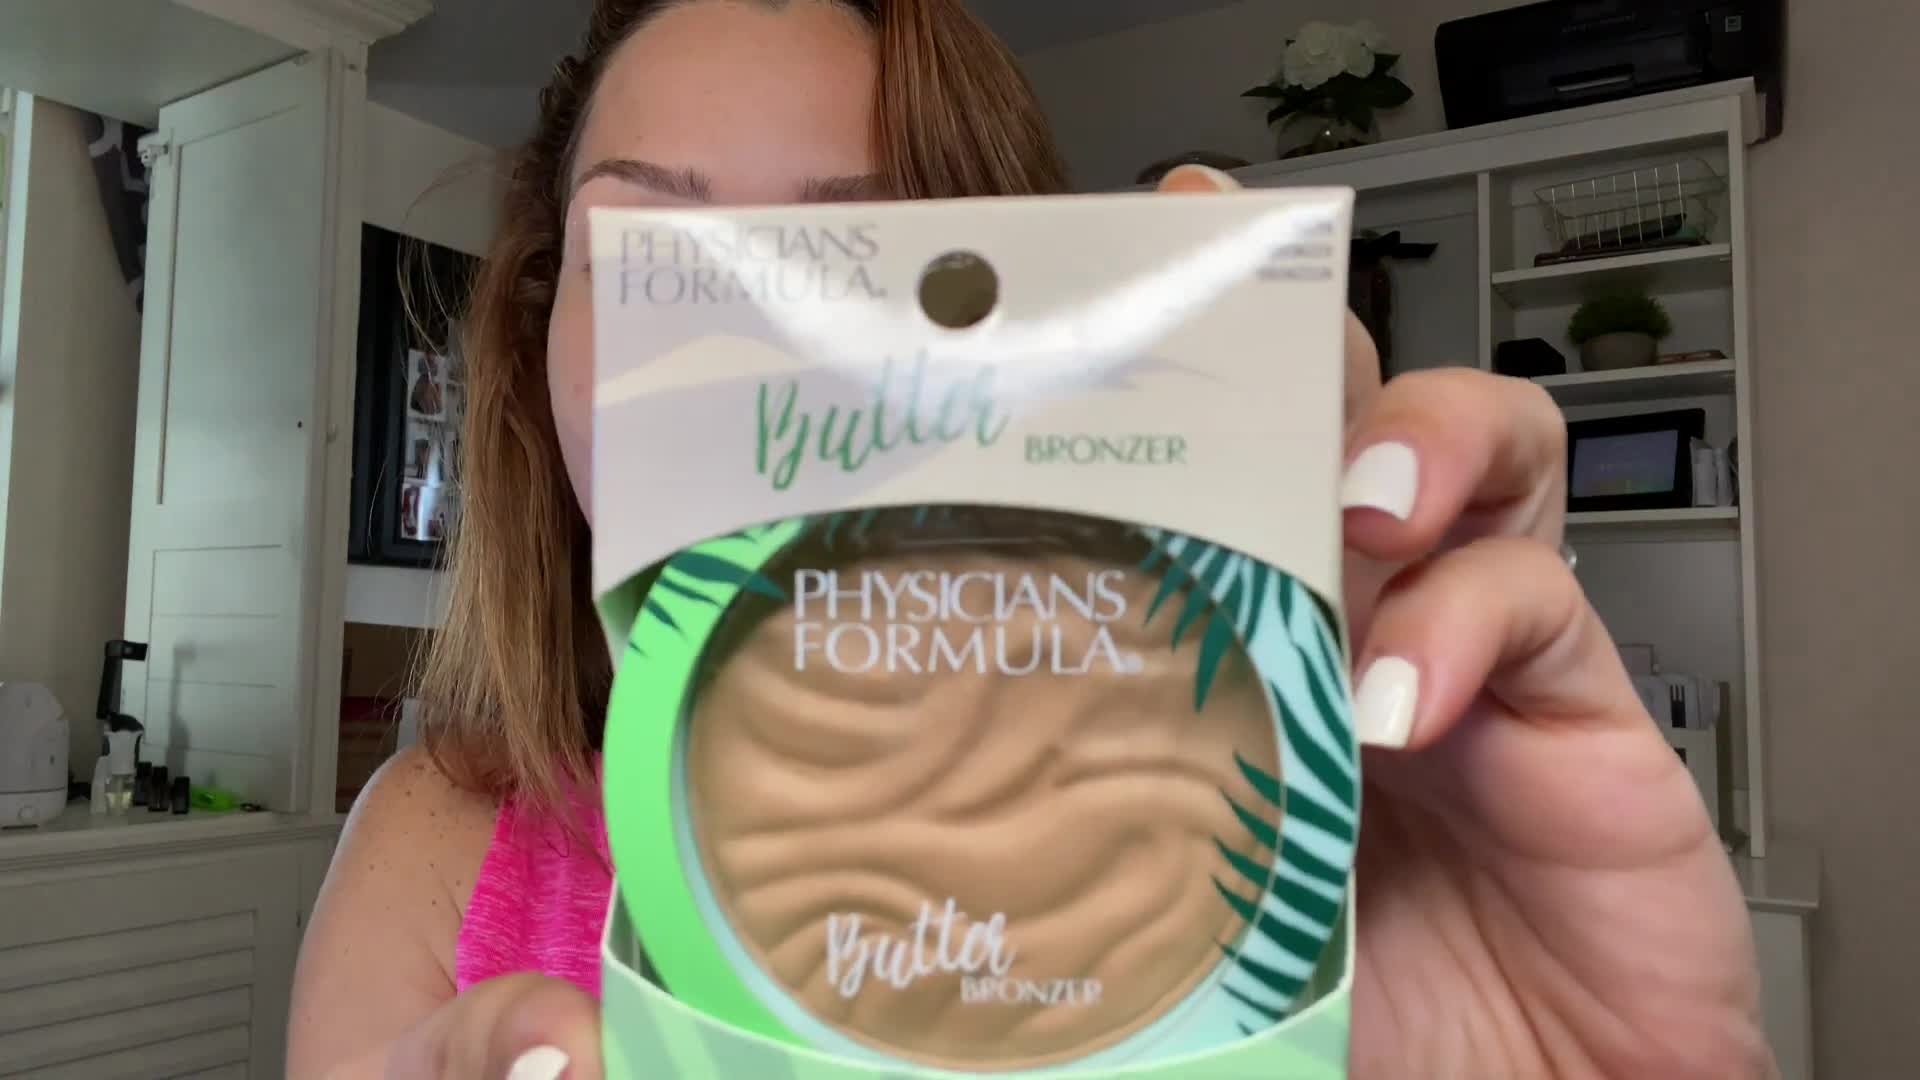 PHYSICIANS
FORMULA®
Butter BRONZER
PHYSICIANS
FORMULA®
Butter
BRONZER